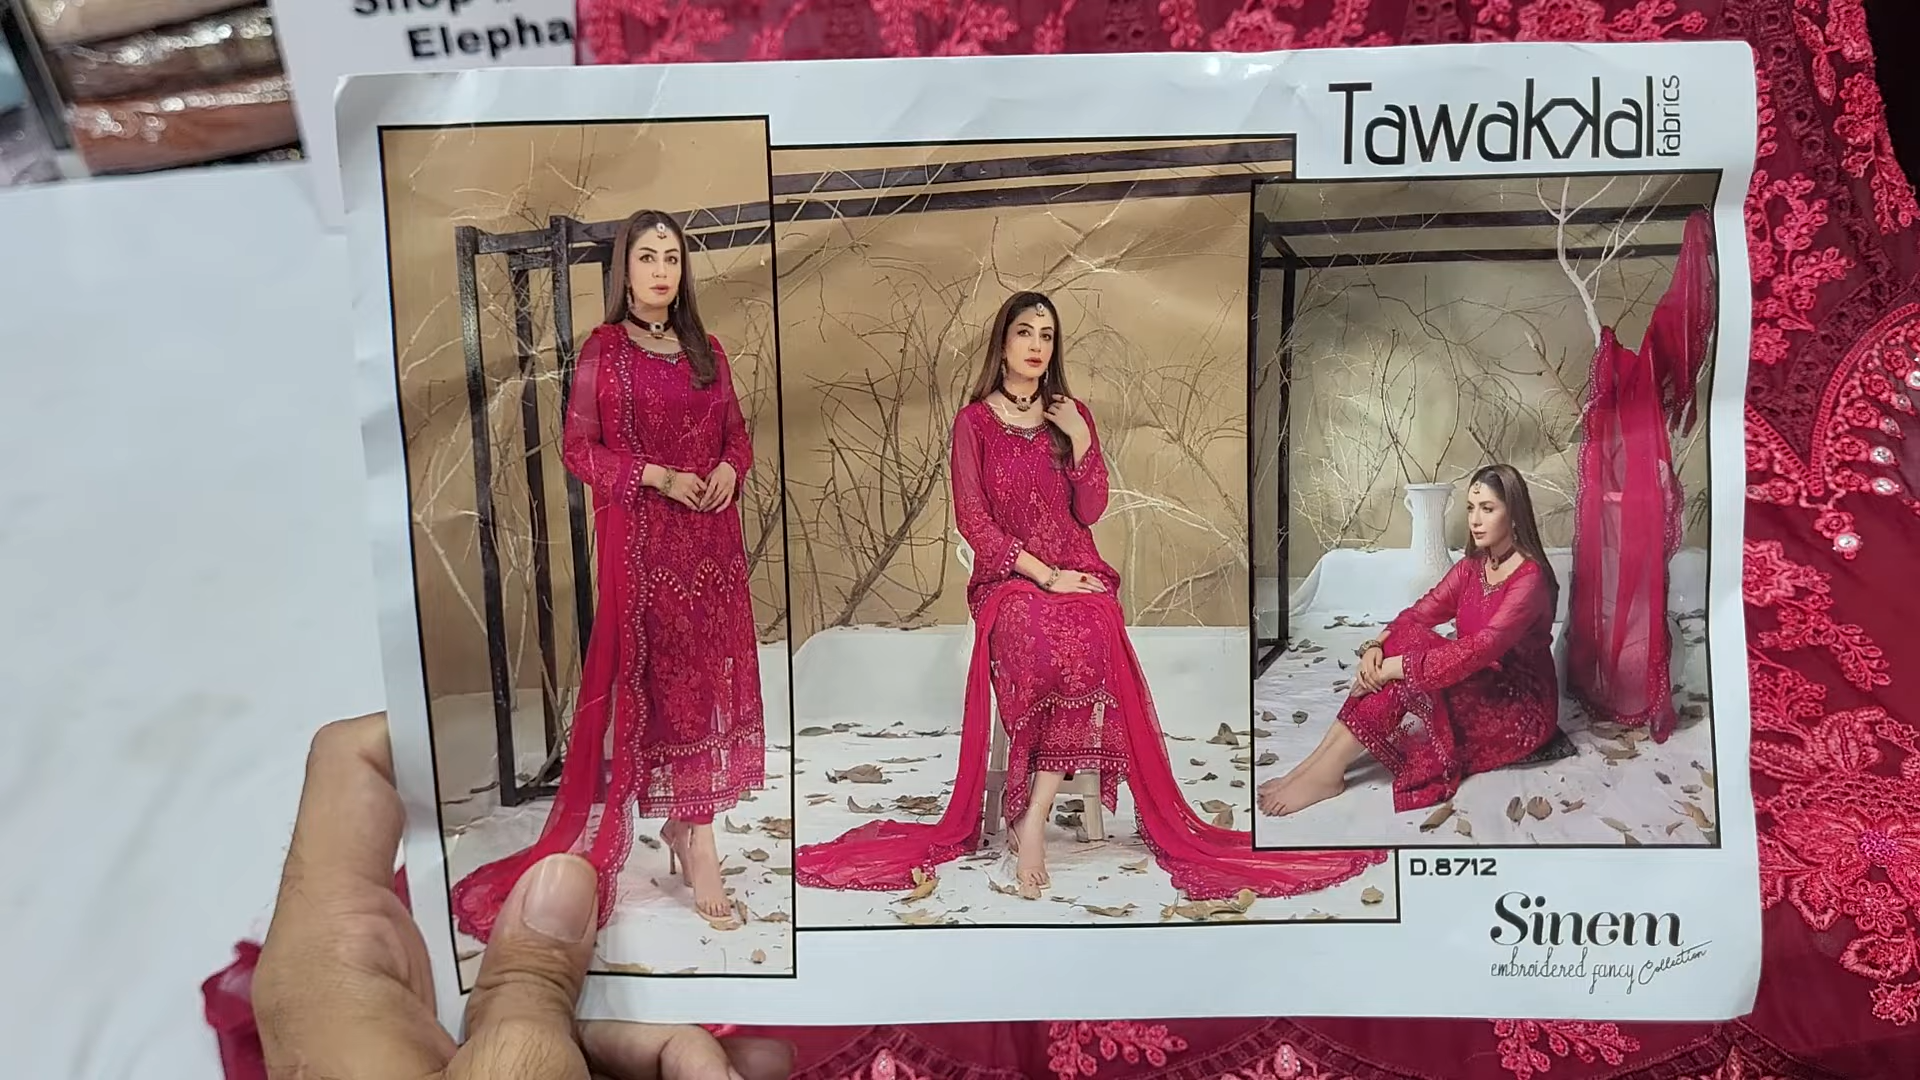 Elepha
Tawakkal fabrics
D.8712
Sinem
embroidered fancy Collection